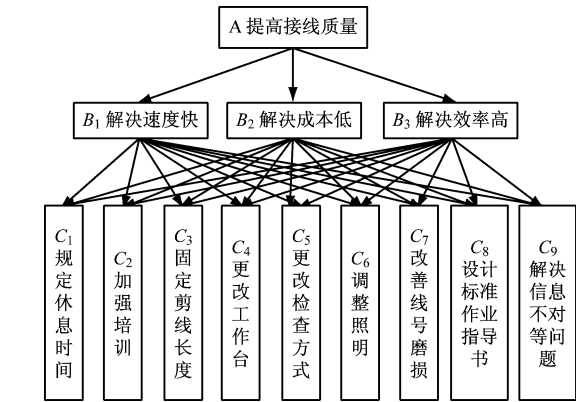 A 提高接线质量
B1 解决速度快
B2 解决成本低
B3 解决效率高
C1 规定休息时间
C2 加强培训
C3 固定剪线长度
C4 更改工作台
C5 更改检查方式
C6 调整照明
C7 改善线号磨损
C8 设计标准作业指导书
C9 解决信息不对等问题